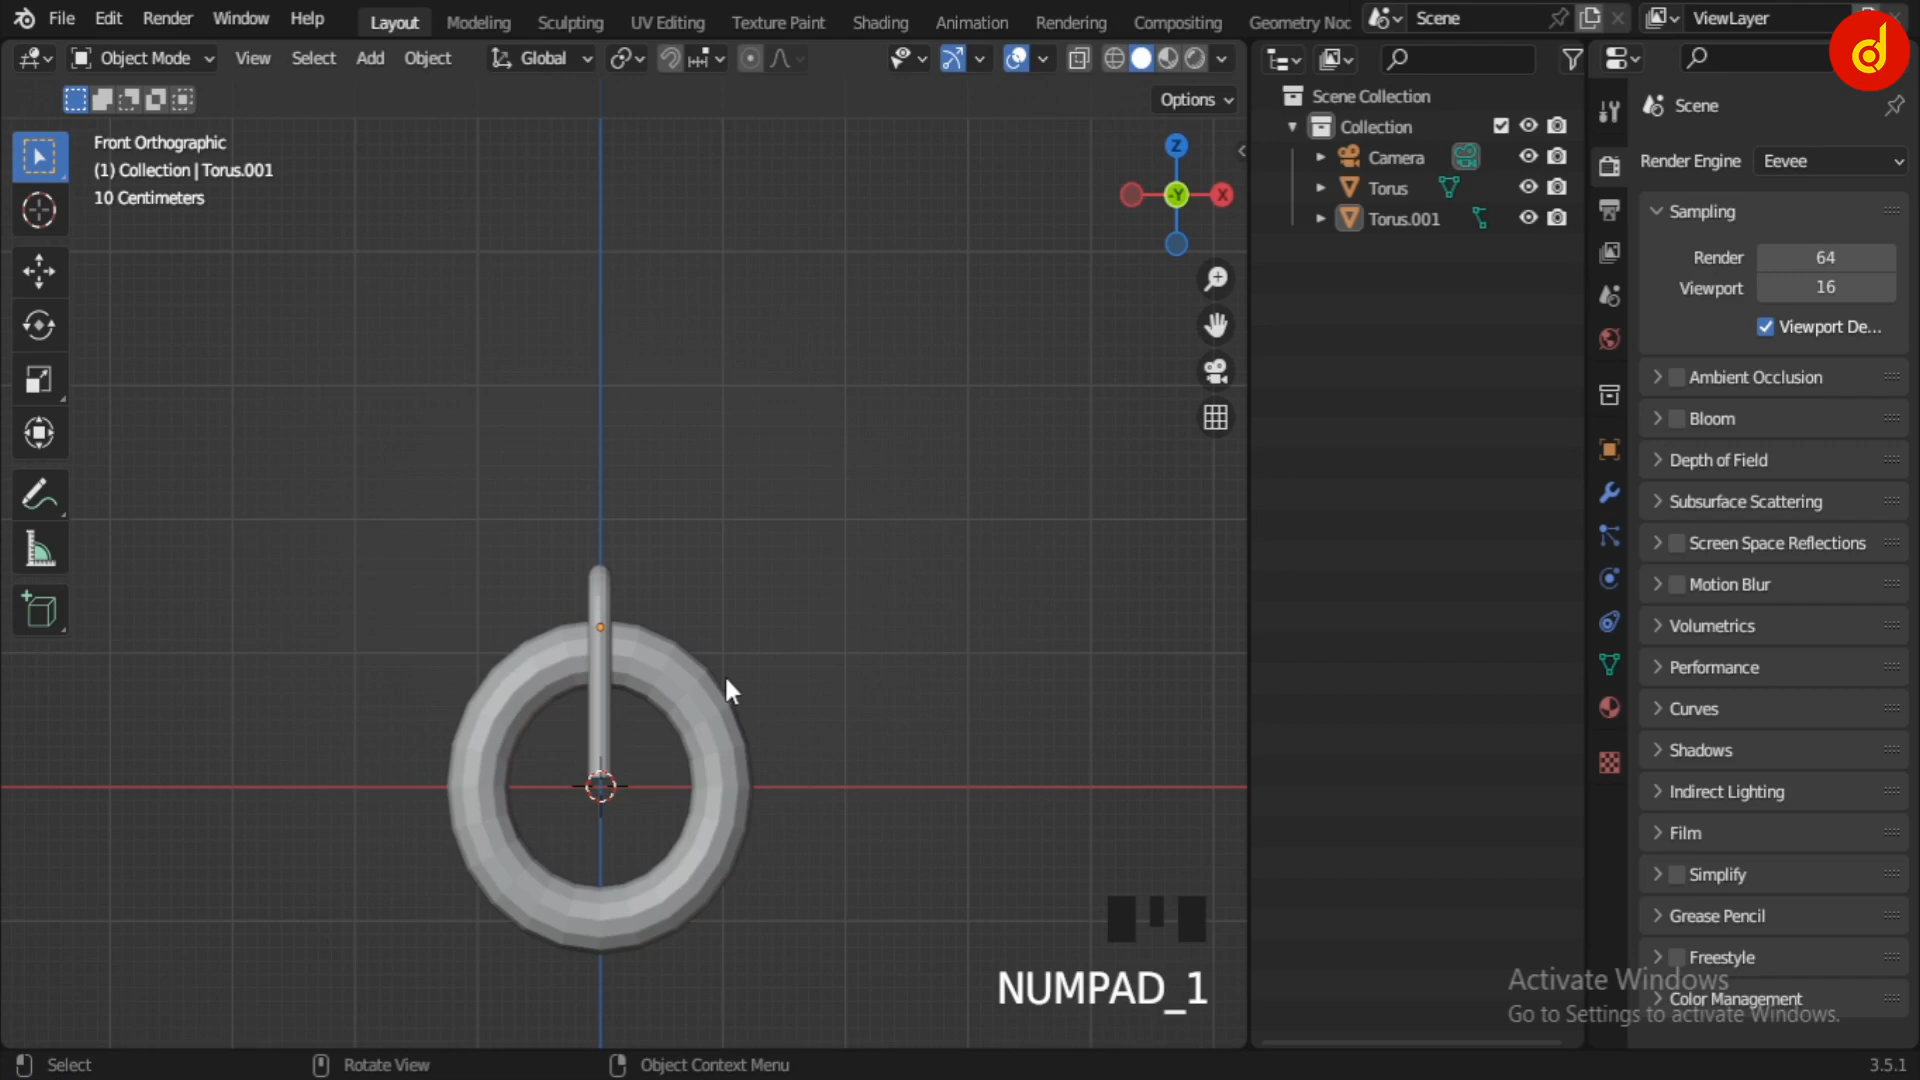 File Edit Render Window Help Layout Modeling Sculpting UV Editing Texture Paint Shading Animation Rendering Compositing Geometry Noc Scene ViewLayer
Object Mode View Select Add Object Global
Options
Front Orthographic
(1) Collection | Torus.001
10 Centimeters
Z
Y
X
NUMPAD_1
Scene Collection
Collection
Camera
Torus
Torus.001
Scene
Render Engine Eevee
Sampling
Render 64
Viewport 16
Viewport De...
Ambient Occlusion
Bloom
Depth of Field
Subsurface Scattering
Screen Space Reflections
Motion Blur
Volumetrics
Performance
Curves
Shadows
Indirect Lighting
Film
Simplify
Grease Pencil
Freestyle
Color Management
Activate Windows
Go to Settings to activate Windows.
Select Rotate View Object Context Menu 3.5.1